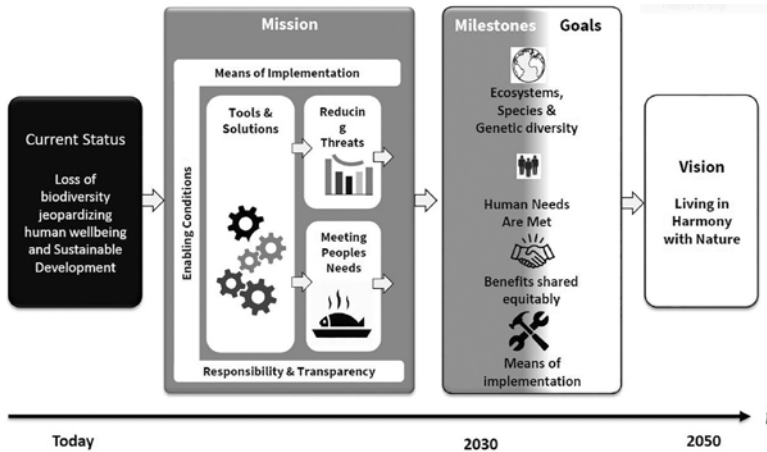 Current Status
Loss of
biodiversity
jeopardizing
human wellbeing
and Sustainable
Development
Mission
Means of Implementation
Enabling Conditions
Tools &
Solutions
Reducin
g
Threats
Meeting
Peoples
Needs
Responsibility & Transparency
Milestones
Goals
Ecosystems,
Species &
Genetic diversity
Human Needs
Are Met
Benefits shared
equitably
Means of
implementation
Vision
Living in
Harmony
with Nature
Today
2030
2050